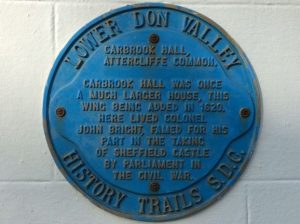 LOWER DON VALLEY
CARBROOK HALL,
ATTERCLIFFE COMMON.
CARBROOK HALL WAS ONCE
A MUCH LARGER HOUSE, THIS
WING BEING ADDED IN 1620.
HERE LIVED COLONEL
JOHN BRIGHT, FAMED FOR HIS
PART IN THE TAKING
OF SHEFFIELD CASTLE
BY PARLIAMENT IN
THE CIVIL WAR.
HISTORY TRAILS S.D.C.